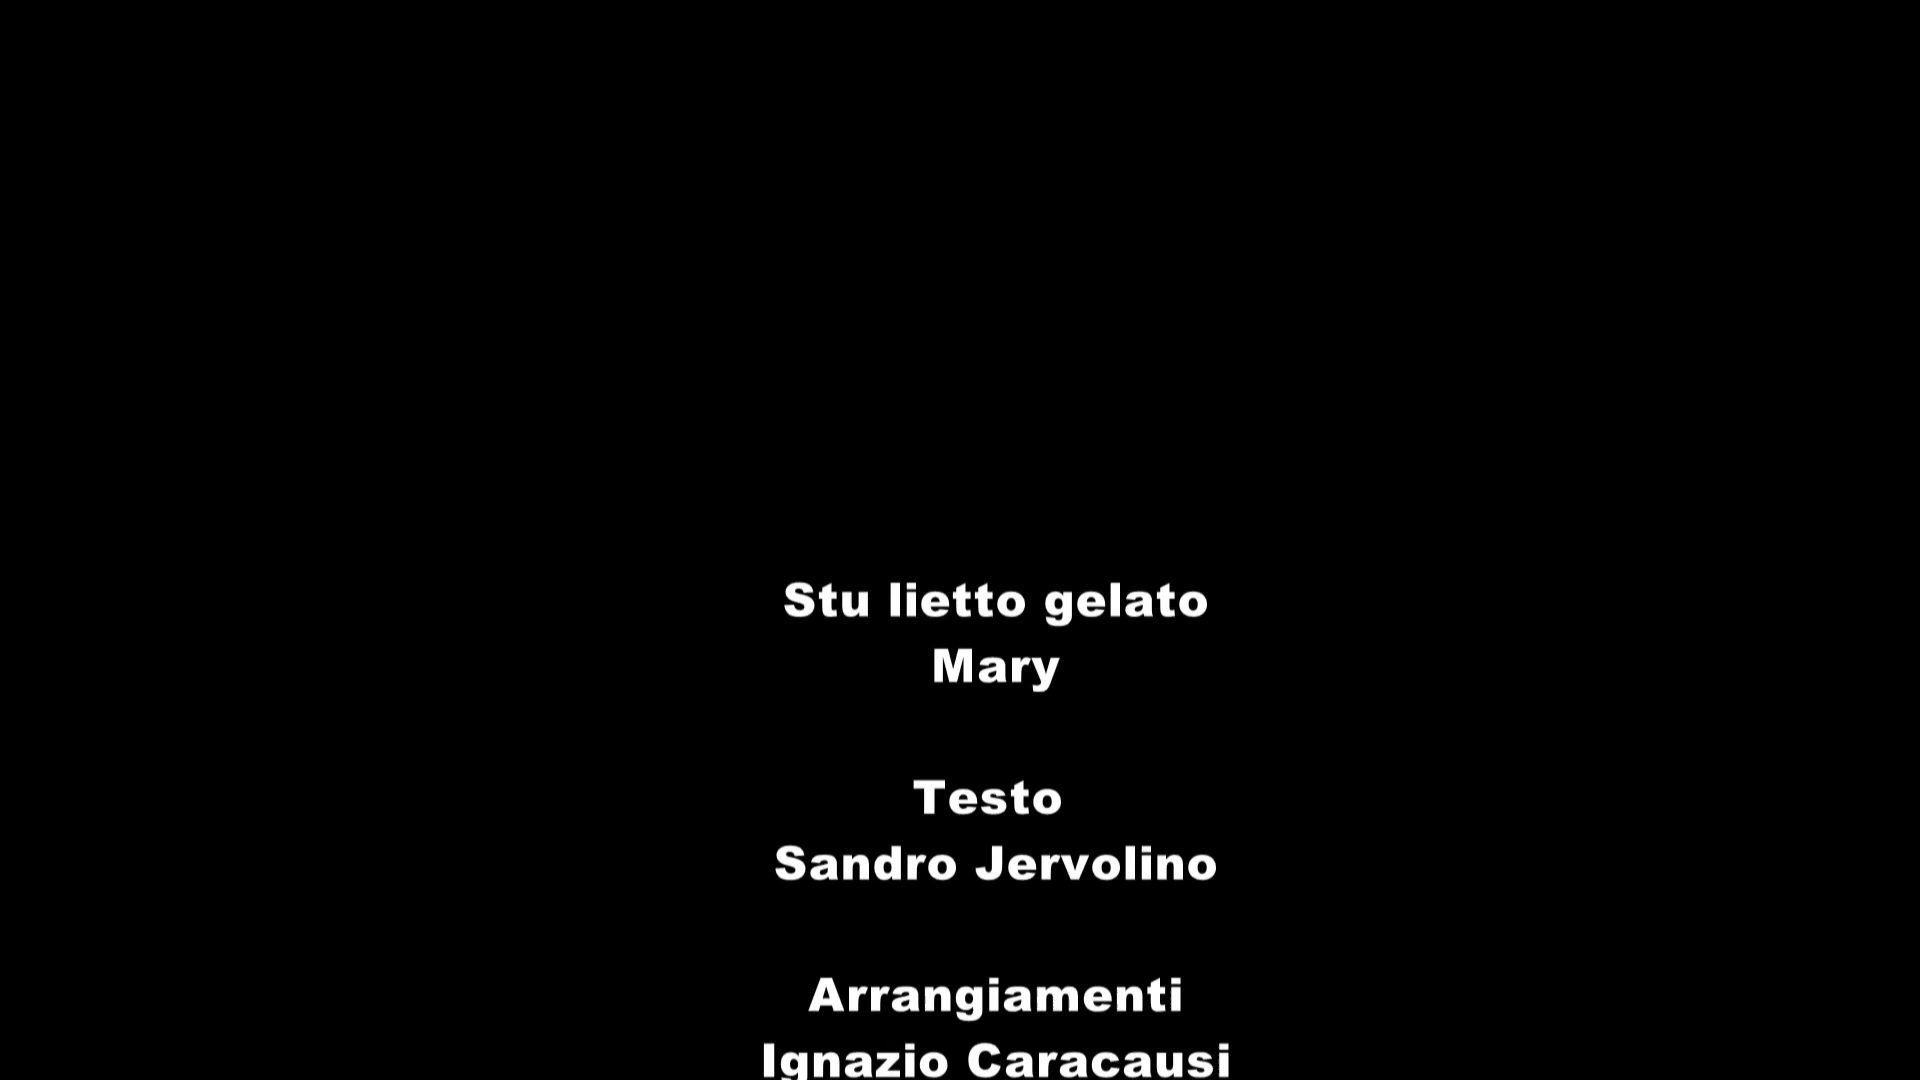 Stu lietto gelato
Mary
Testo
Sandro Jervolino
Arrangiamenti
Ignazio Caracausi